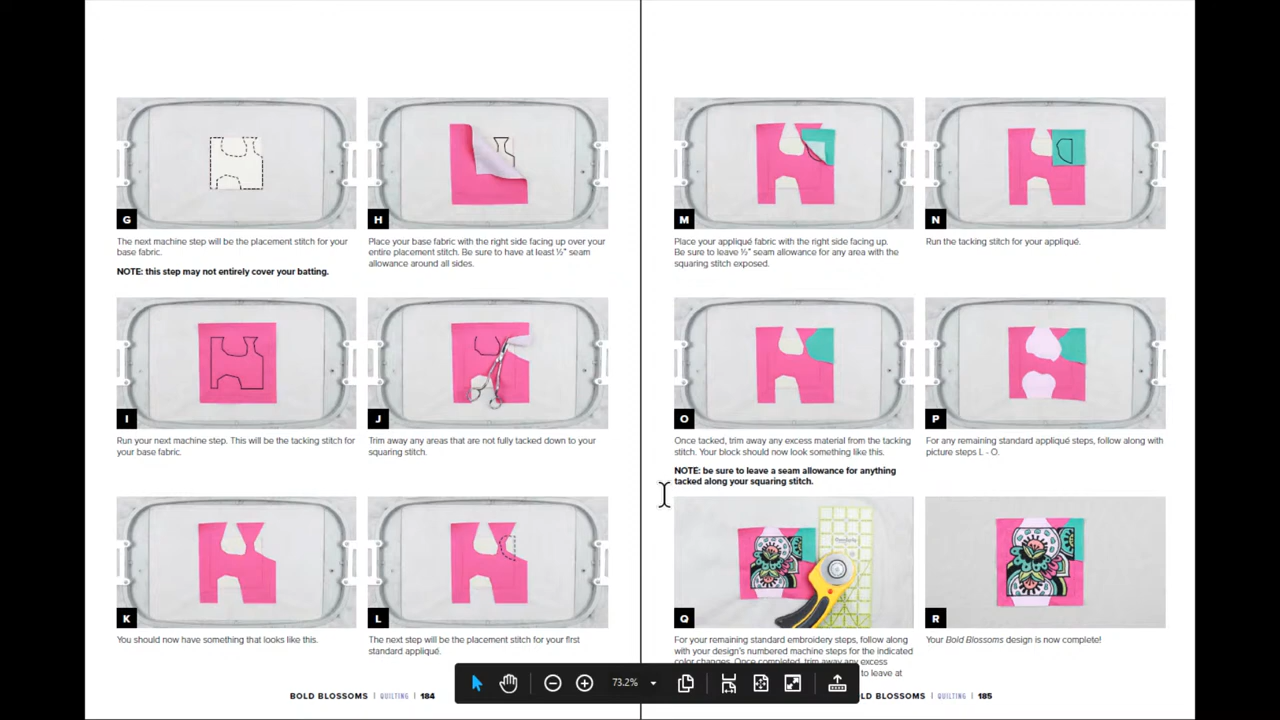 G
The next machine step will be the placement stitch for your
base fabric.
NOTE: this step may not entirely cover your batting.
H
Place your base fabric with the right side facing up over your
entire placement stitch. Be sure to have at least ½" seam
allowance around all sides.
I
Run your next machine step. This will be the tacking stitch for
your base fabric.
J
Trim away any areas that are not fully tacked down to your
squaring stitch.
K
You should now have something that looks like this.
L
The next step will be the placement stitch for your first
standard appliqué.
BOLD BLOSSOMS | QUILTING | 184
M
Place your appliqué fabric with the right side facing up.
Be sure to leave ½" seam allowance for any area with the
squaring stitch exposed.
N
Run the tacking stitch for your appliqué.
O
Once tacked, trim away any excess material from the tacking
stitch. Your block should now look something like this.
NOTE: be sure to leave a seam allowance for anything
tacked along your squaring stitch.
P
For any remaining standard appliqué steps, follow along with
picture steps L - O.
Q
For your remaining standard embroidery steps, follow along
with your design's numbered machine steps for the indicated
color changes. Once completed, trim away any excess
to leave at
R
Your Bold Blossoms design is now complete!
73.2%
BLOSSOMS | QUILTING | 185